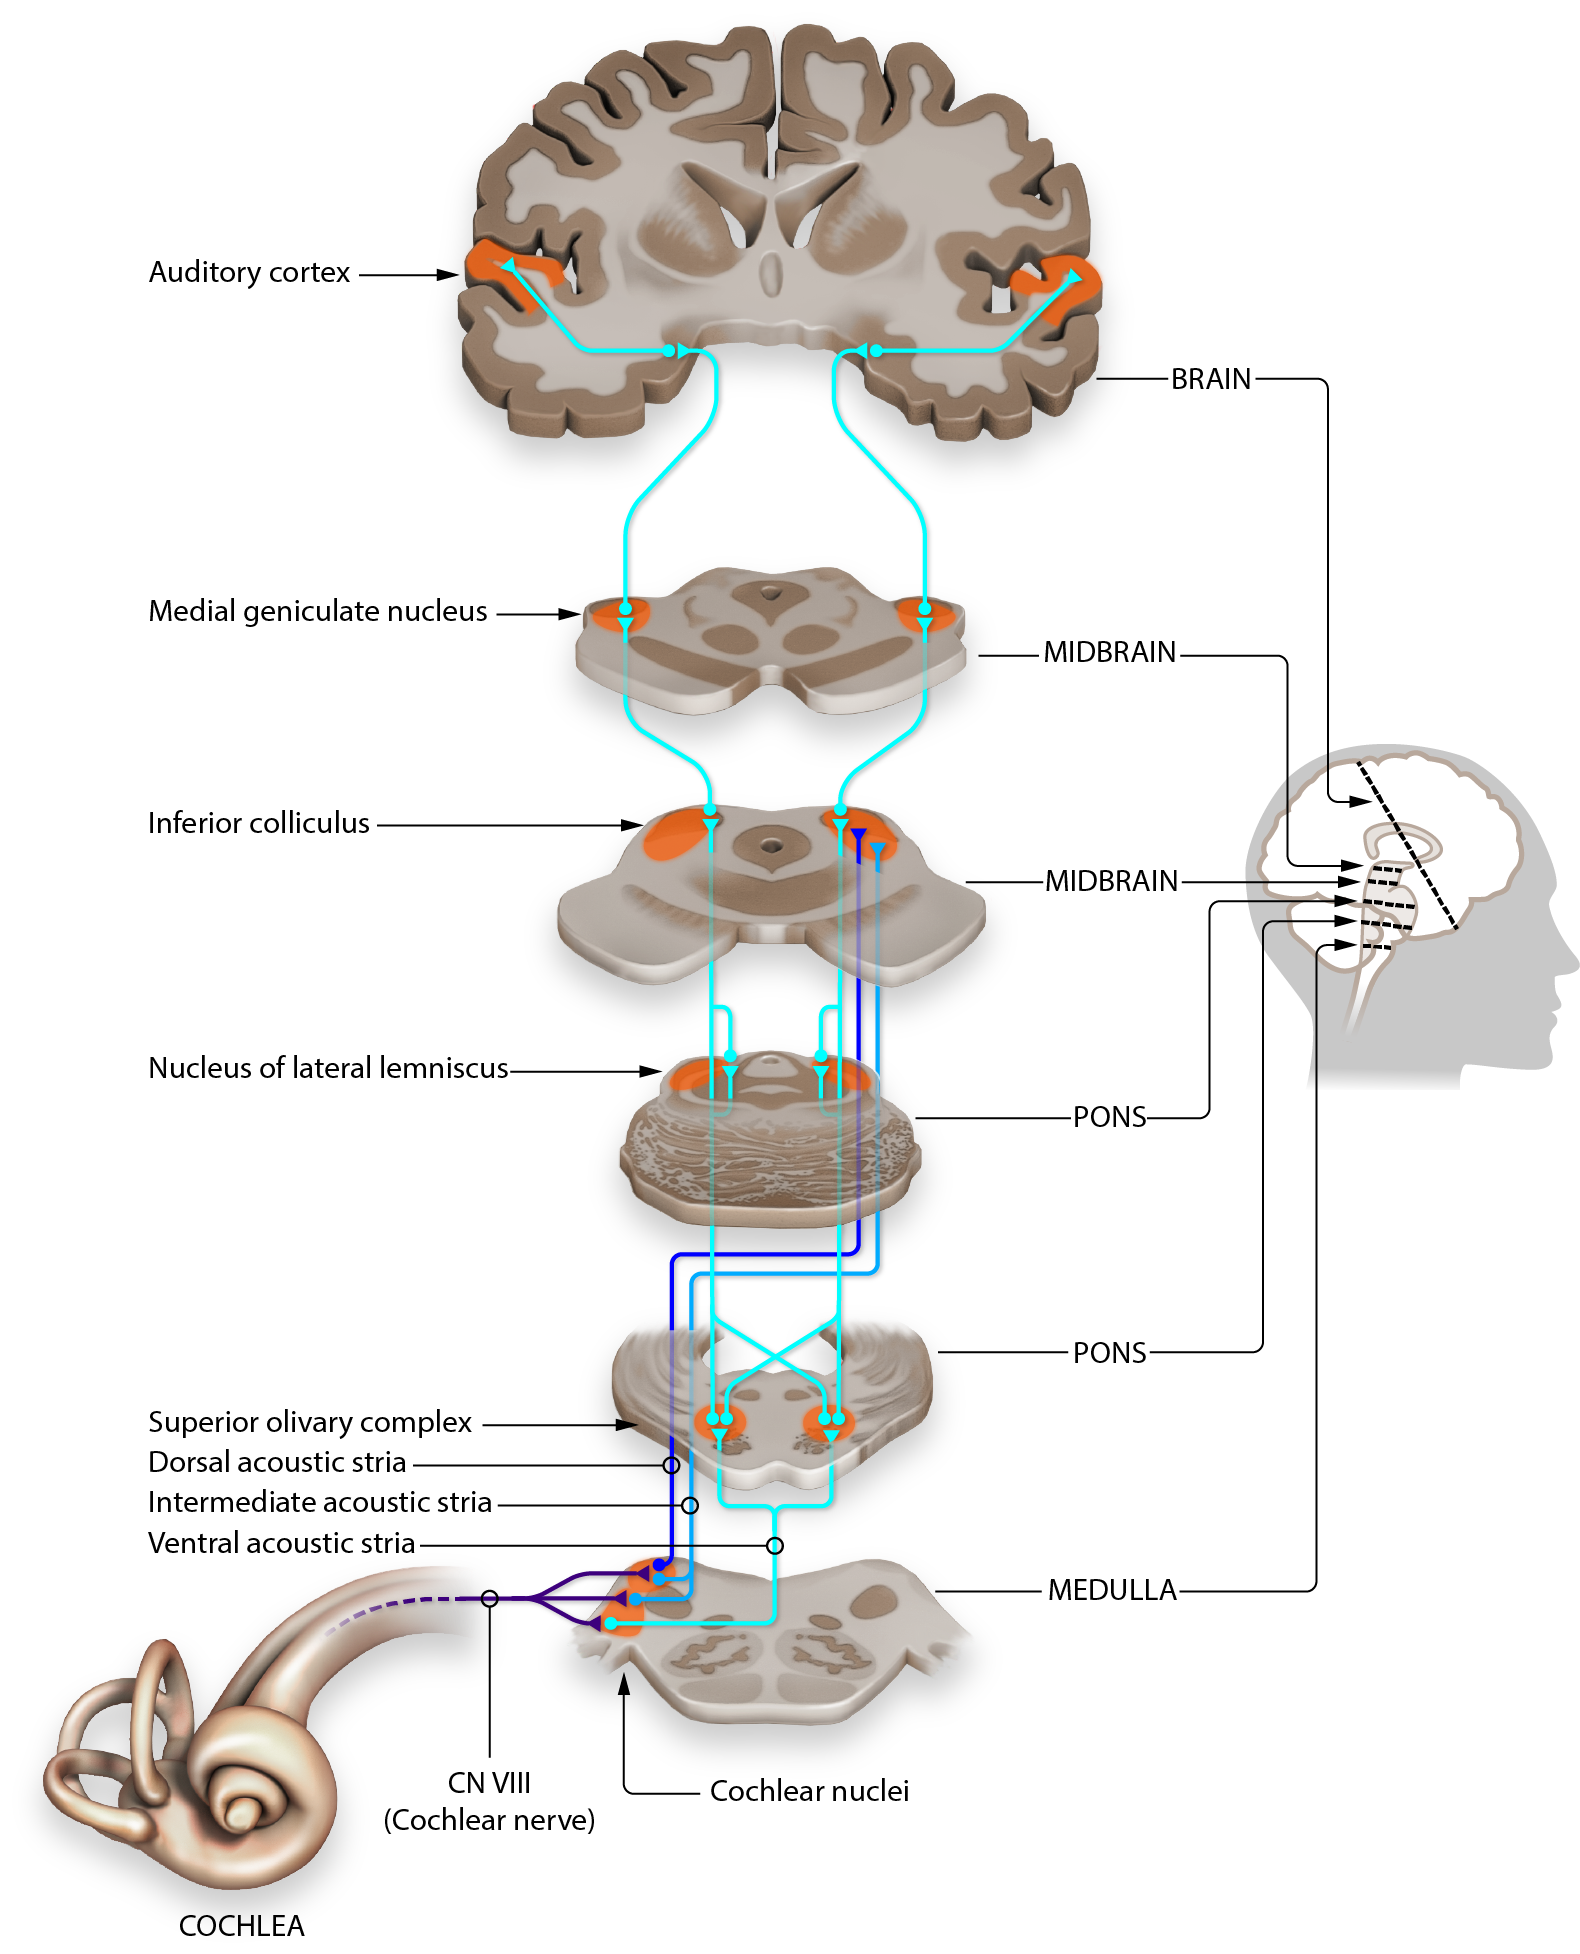 Auditory cortex
BRAIN
Medial geniculate nucleus
MIDBRAIN
Inferior colliculus
MIDBRAIN
Nucleus of lateral lemniscus
PONS
PONS
Superior olivary complex
Dorsal acoustic stria
Intermediate acoustic stria
Ventral acoustic stria
MEDULLA
CN VIII
(Cochlear nerve)
Cochlear nuclei
COCHLEA